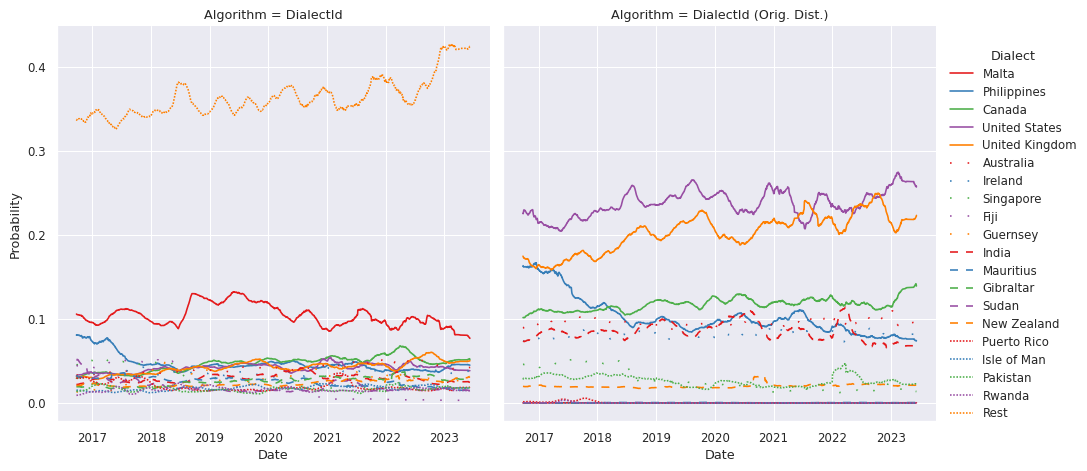 Algorithm = DialectId
Algorithm = DialectId (Orig. Dist.)
Probability
0.4
0.3
0.2
0.1
0.0
2017 2018 2019 2020 2021 2022 2023
2017 2018 2019 2020 2021 2022 2023
Date
Date
Dialect
Malta
Philippines
Canada
United States
United Kingdom
Australia
Ireland
Singapore
Fiji
Guernsey
India
Mauritius
Gibraltar
Sudan
New Zealand
Puerto Rico
Isle of Man
Pakistan
Rwanda
Rest